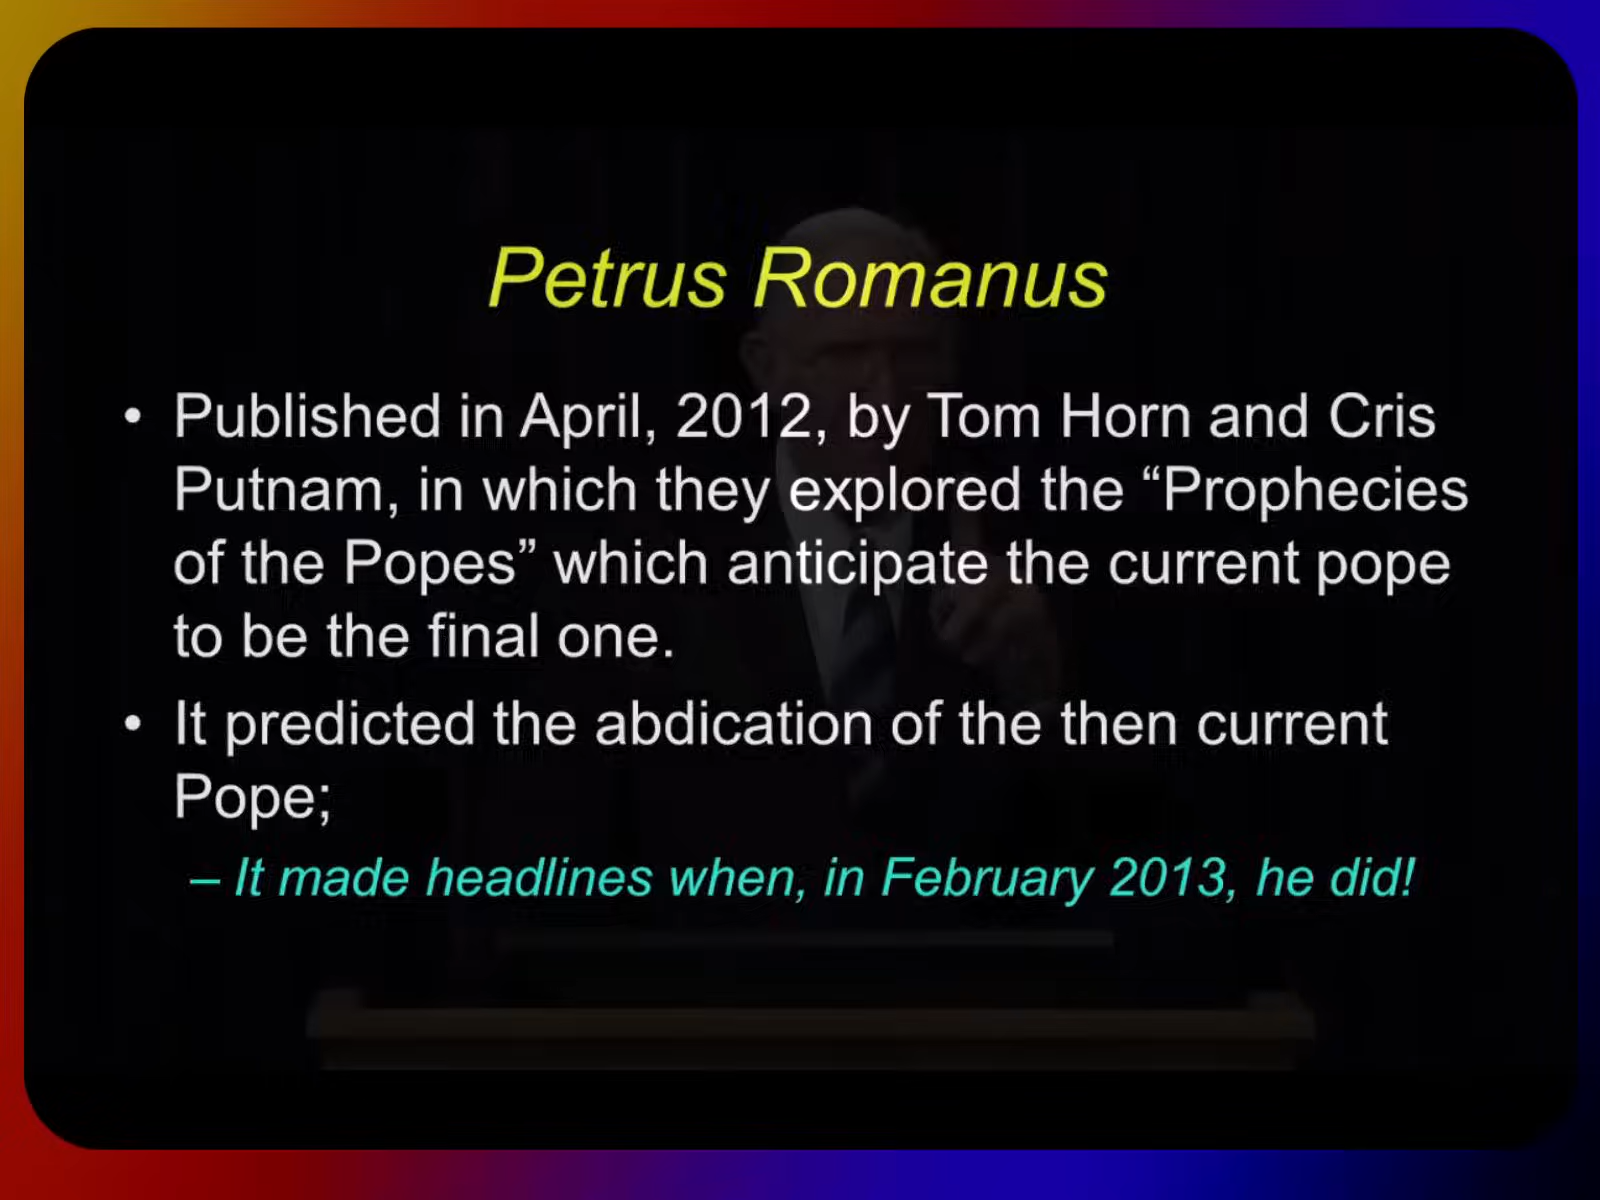 Petrus Romanus
• Published in April, 2012, by Tom Horn and Cris
Putnam, in which they explored the “Prophecies
of the Popes” which anticipate the current pope
to be the final one.
• It predicted the abdication of the then current
Pope;
– It made headlines when, in February 2013, he did!